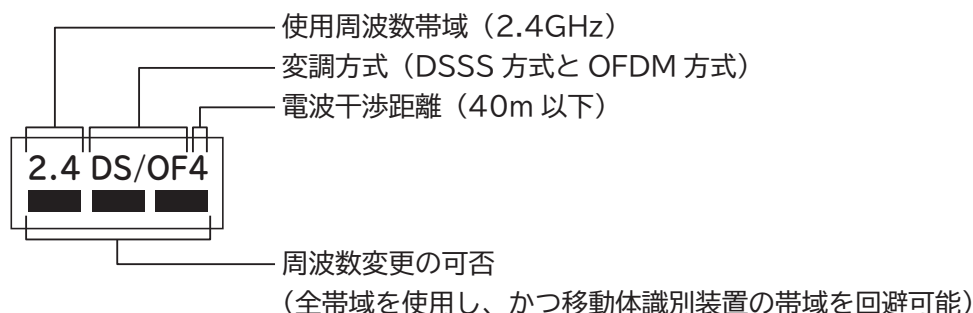 使用周波数帯域（2.4GHz）
変調方式（DSSS 方式と OFDM 方式）
電波干渉距離（40m 以下）
2.4 DS/OF4
周波数変更の可否
（全帯域を使用し、かつ移動体識別装置の帯域を回避可能）